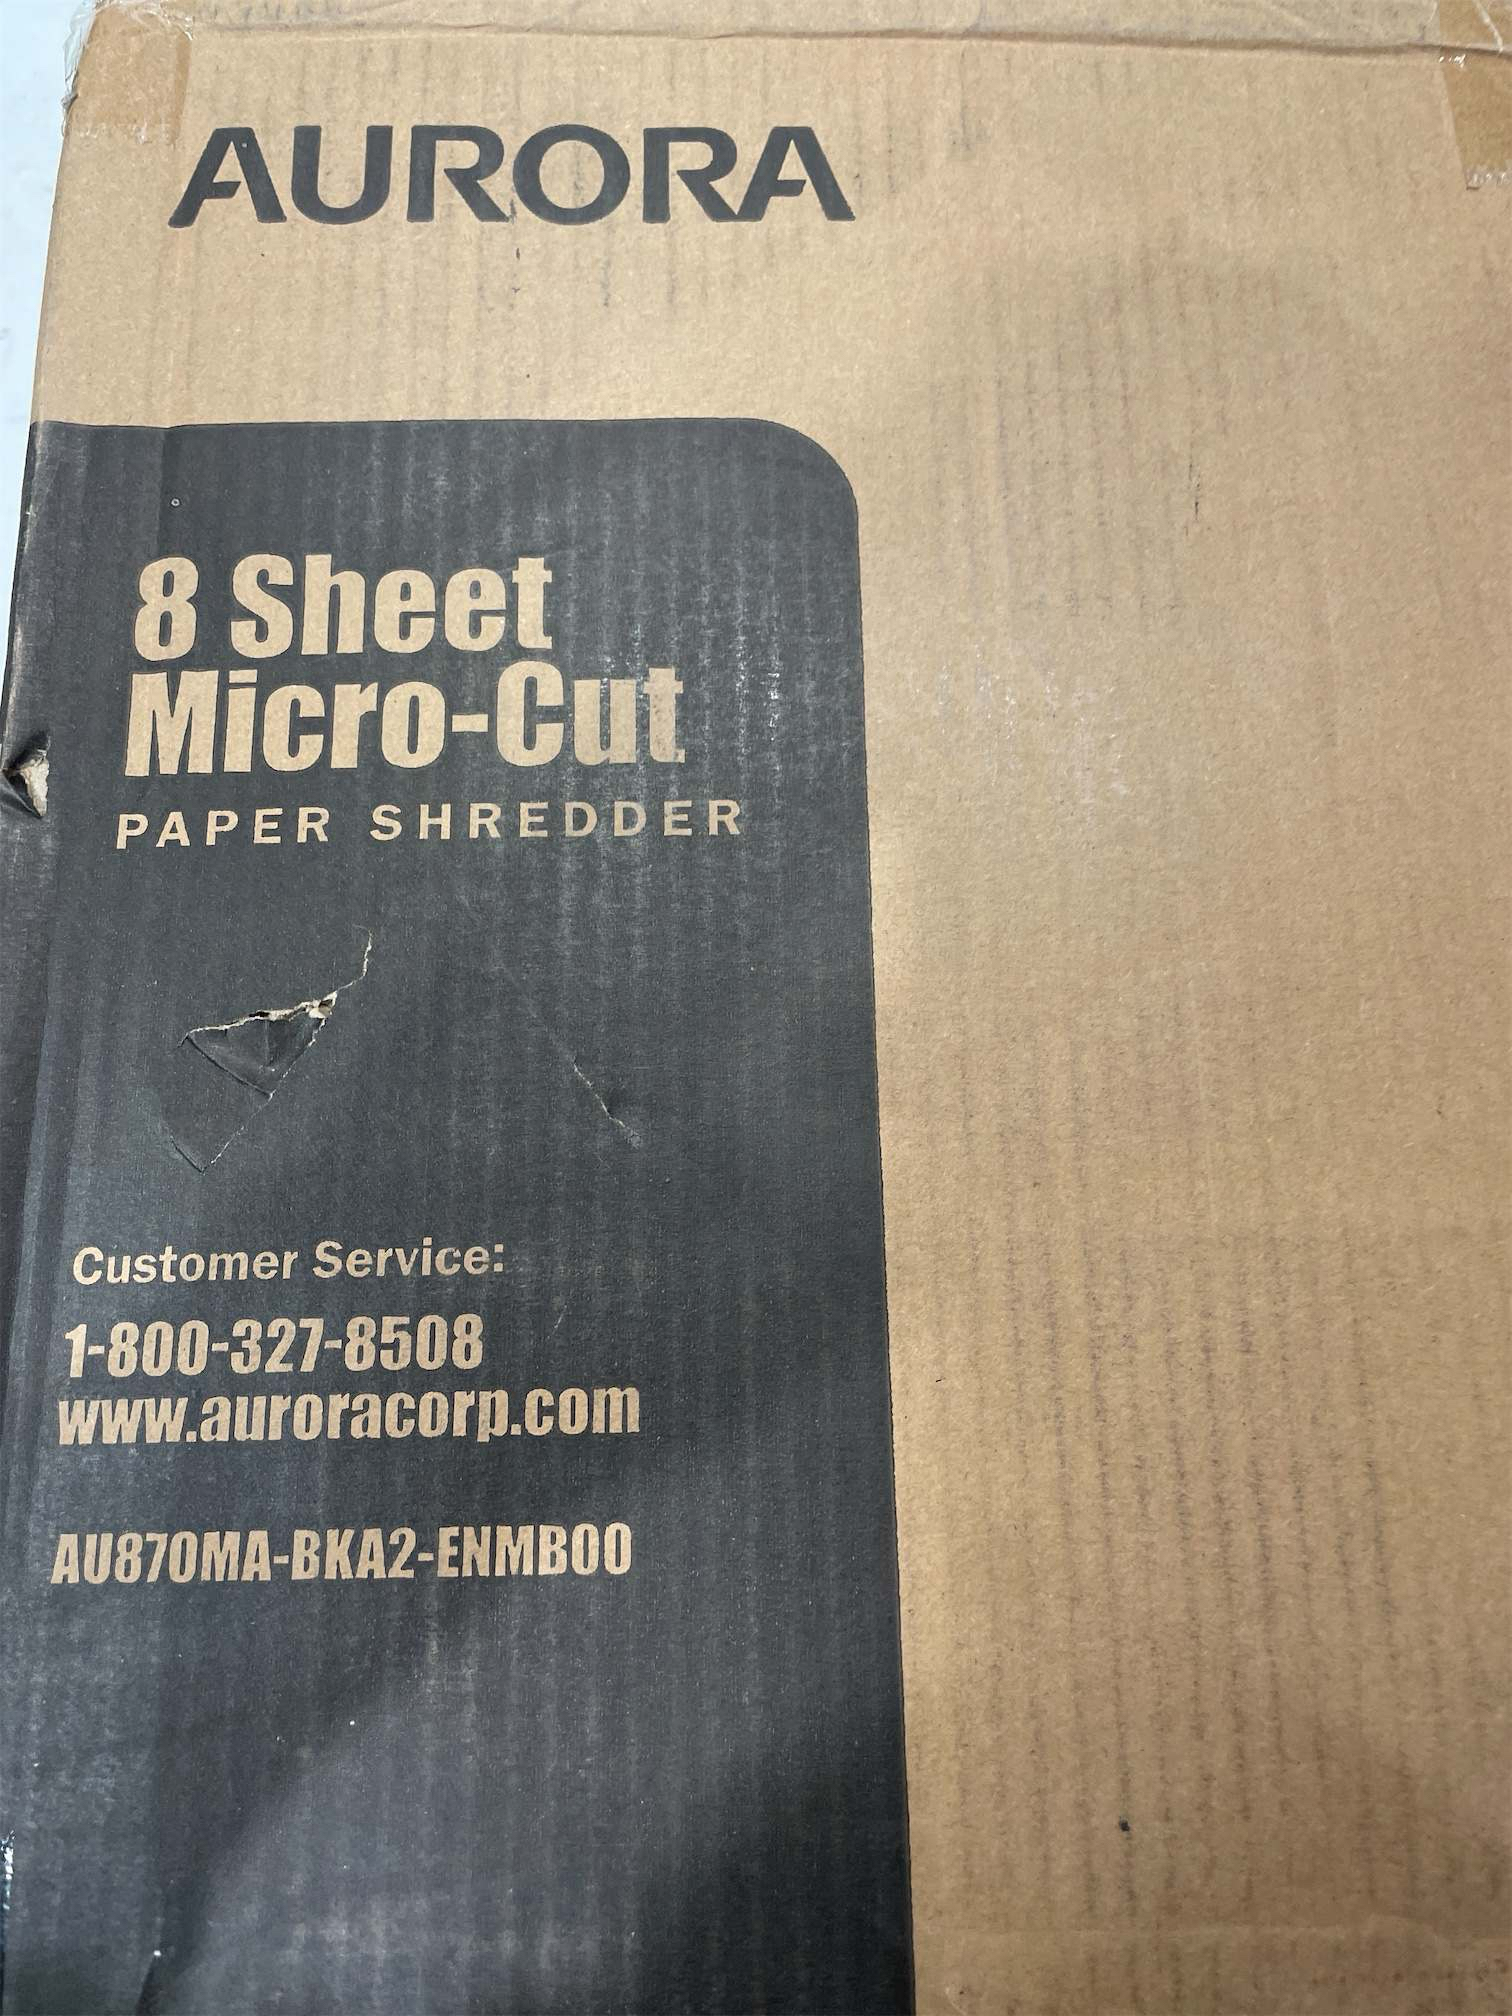 AURORA
8 Sheet
Micro-Cut
PAPER SHREDDER
Customer Service:
1-800-327-8508
www.auroracorp.com
AU870MA-BKA2-ENMB00